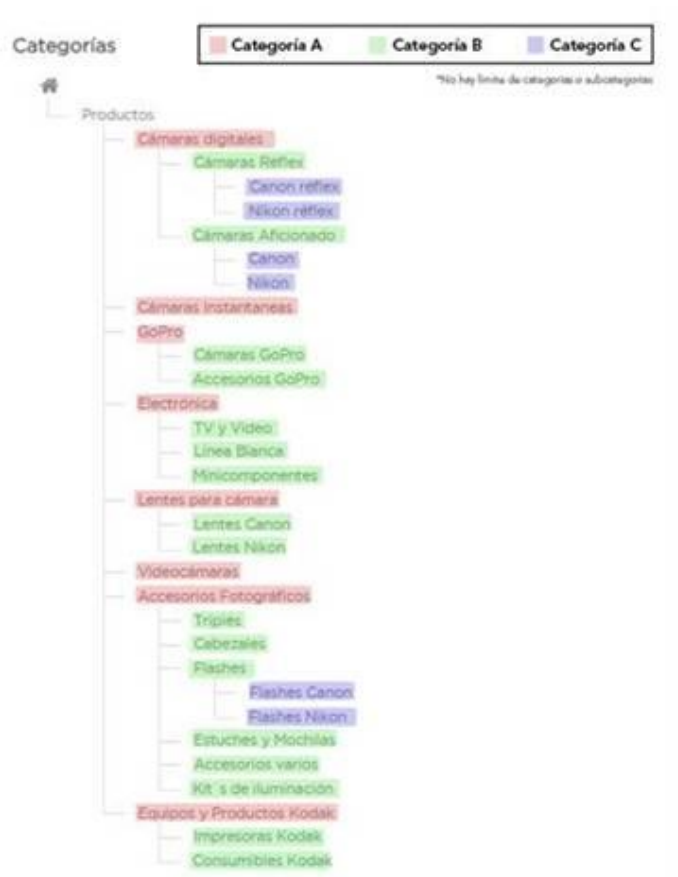 Categorías
Categoría A
Categoría B
Categoría C
*No hay limite de categorias o subcategorias
Productos
Cámaras digitales
Cámaras Reflex
Canon réflex
Nikon réflex
Cámaras Aficionado
Canon
Nikon
Cámaras Instantaneas
GoPro
Cámaras GoPro
Accesorios GoPro
Electrónica
TV y Video
Línea Blanca
Minicomponentes
Lentes para cámara
Lentes Canon
Lentes Nikon
Videocámaras
Accesorios Fotográficos
Tripies
Cabezales
Flashes
Flashes Canon
Flashes Nikon
Estuches y Mochilas
Accesorios varios
Kit s de iluminación
Equipos y Productos Kodak
Impresoras Kodak
Consumibles Kodak